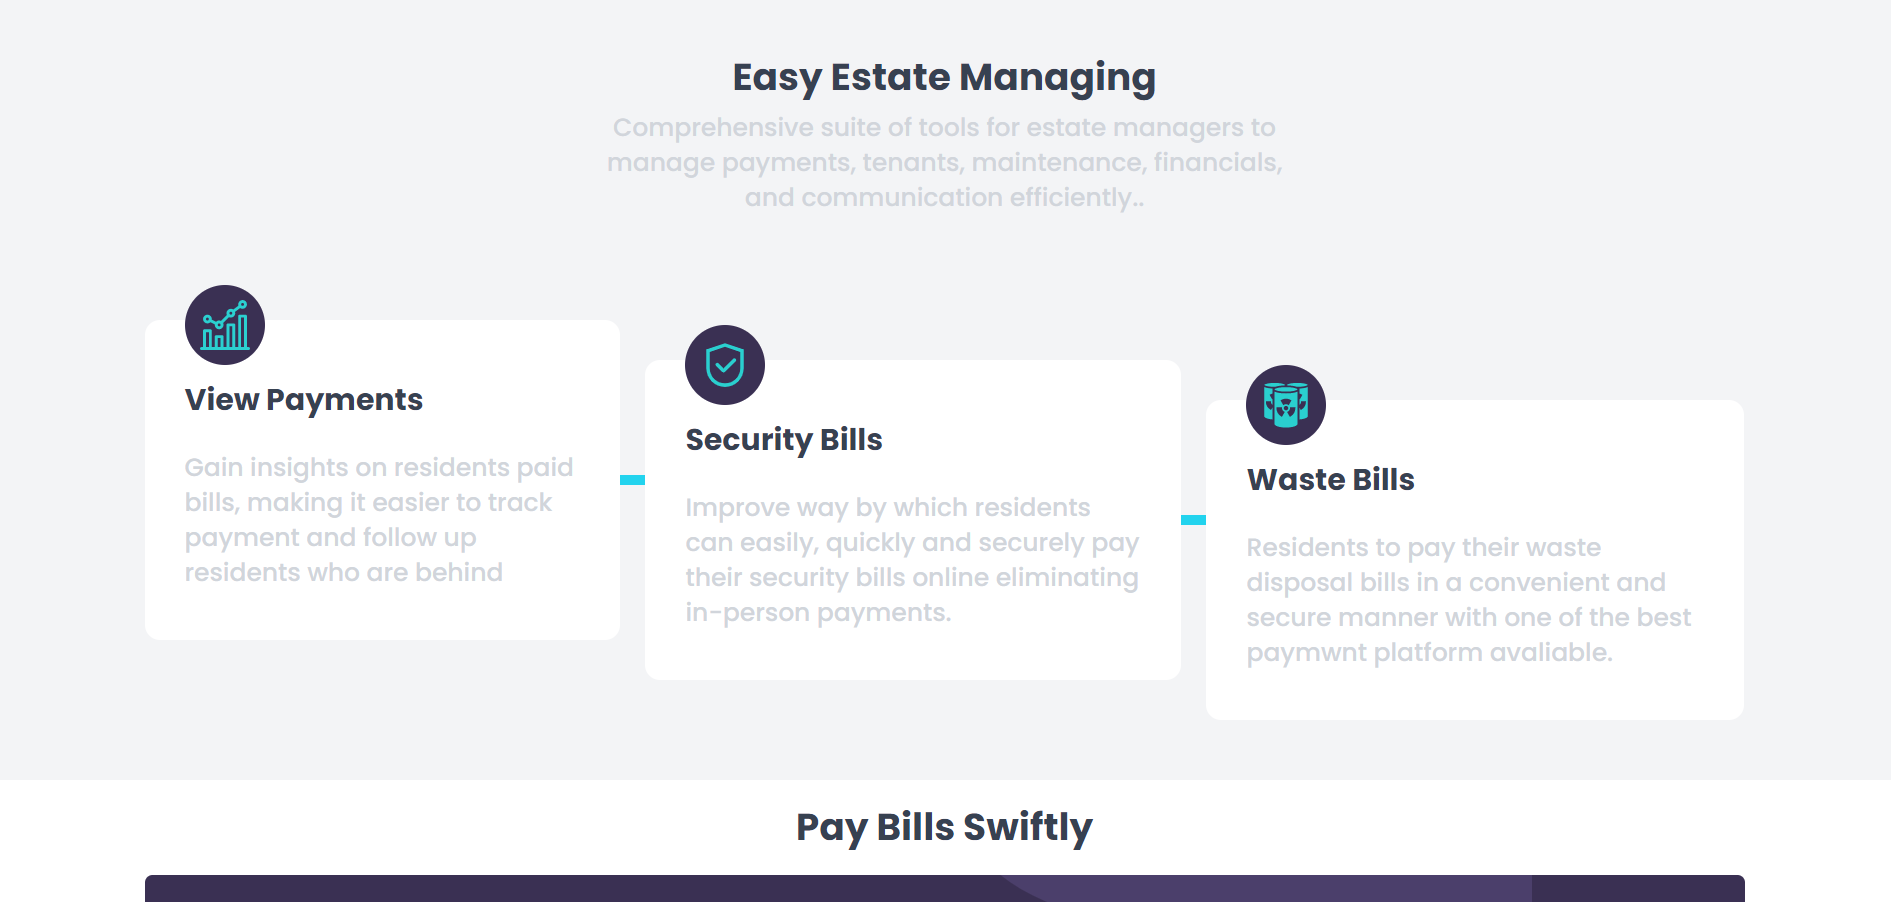 Easy Estate Managing
Comprehensive suite of tools for estate managers to
manage payments, tenants, maintenance, financials,
and communication efficiently..
View Payments
Gain insights on residents paid
bills, making it easier to track
payment and follow up
residents who are behind
Security Bills
Improve way by which residents
can easily, quickly and securely pay
their security bills online eliminating
in-person payments.
Waste Bills
Residents to pay their waste
disposal bills in a convenient and
secure manner with one of the best
paymwnt platform avaliable.
Pay Bills Swiftly